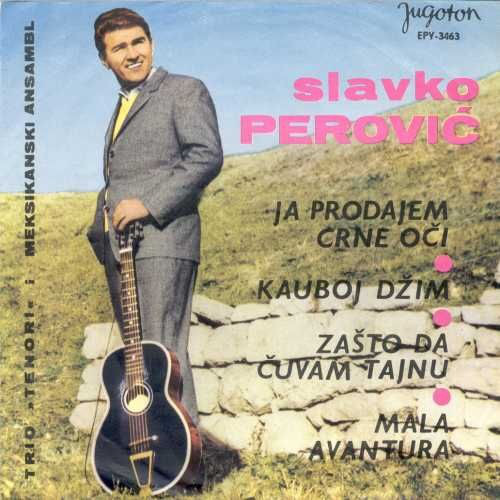 Jugoton
EPY-3463
slavko
PEROVIĆ
JA PRODAJEM
CRNE OČI
KAUBOJ DŽIM
ZAŠTO DA
ČUVAM TAJNU
MALA
AVANTURA
TRIO »TENORI« i MEKSIKANSKI ANSAMBL